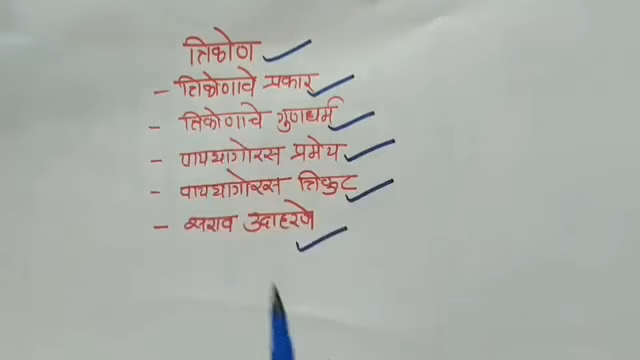 त्रिकोण
- त्रिकोणाचे प्रकार
- त्रिकोणाचे गुणधर्म
- पायथागोरस प्रमेय
- पायथागोरस त्रिकुट
- सराव उदाहरणे